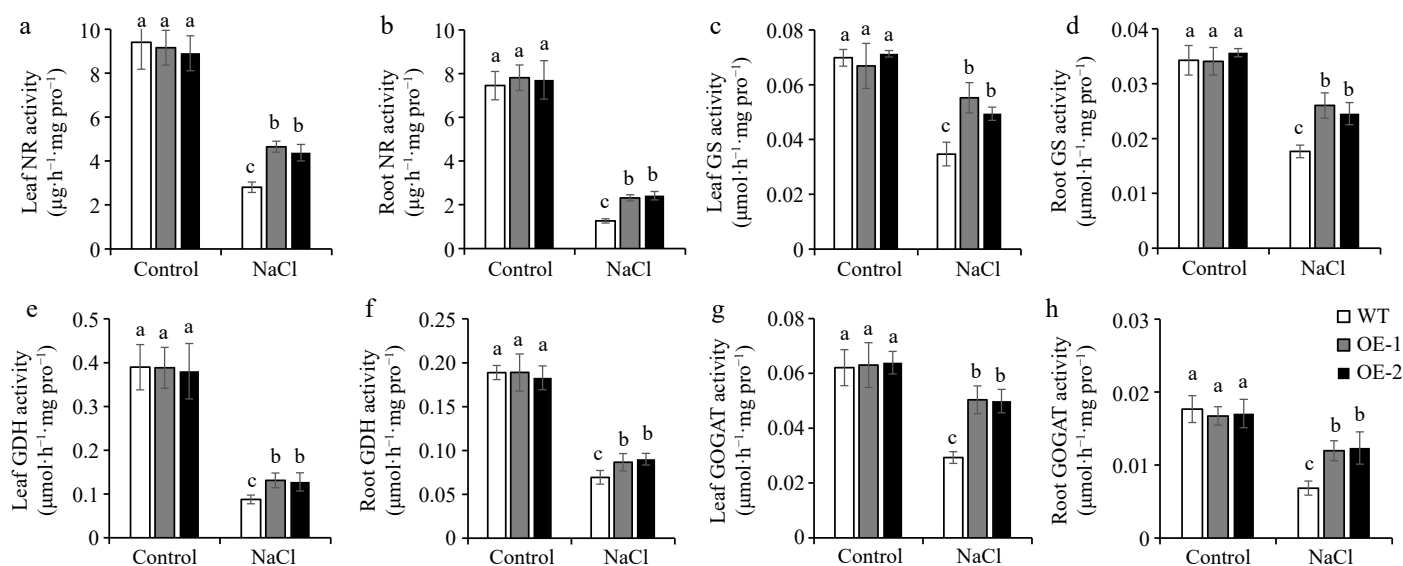 a
Leaf NR activity
(μg·h⁻¹·mg pro⁻¹)
10
8
6
4
2
0
a a a
c b b
Control NaCl
b
Root NR activity
(μg·h⁻¹·mg pro⁻¹)
10
8
6
4
2
0
a a a
c b b
Control NaCl
c
Leaf GS activity
(μmol·h⁻¹·mg pro⁻¹)
0.08
0.06
0.04
0.02
0
a a a
c b b
Control NaCl
d
Root GS activity
(μmol·h⁻¹·mg pro⁻¹)
0.04
0.03
0.02
0.01
0
a a a
c b b
Control NaCl
e
Leaf GDH activity
(μmol·h⁻¹·mg pro⁻¹)
0.5
0.4
0.3
0.2
0.1
0
a a a
c b b
Control NaCl
f
Root GDH activity
(μmol·h⁻¹·mg pro⁻¹)
0.25
0.20
0.15
0.10
0.05
0
a a a
c b b
Control NaCl
g
Leaf GOGAT activity
(μmol·h⁻¹·mg pro⁻¹)
0.08
0.06
0.04
0.02
0
a a a
c b b
Control NaCl
h
Root GOGAT activity
(μmol·h⁻¹·mg pro⁻¹)
0.03
0.02
0.01
0
a a a
c b b
Control NaCl
WT
OE-1
OE-2